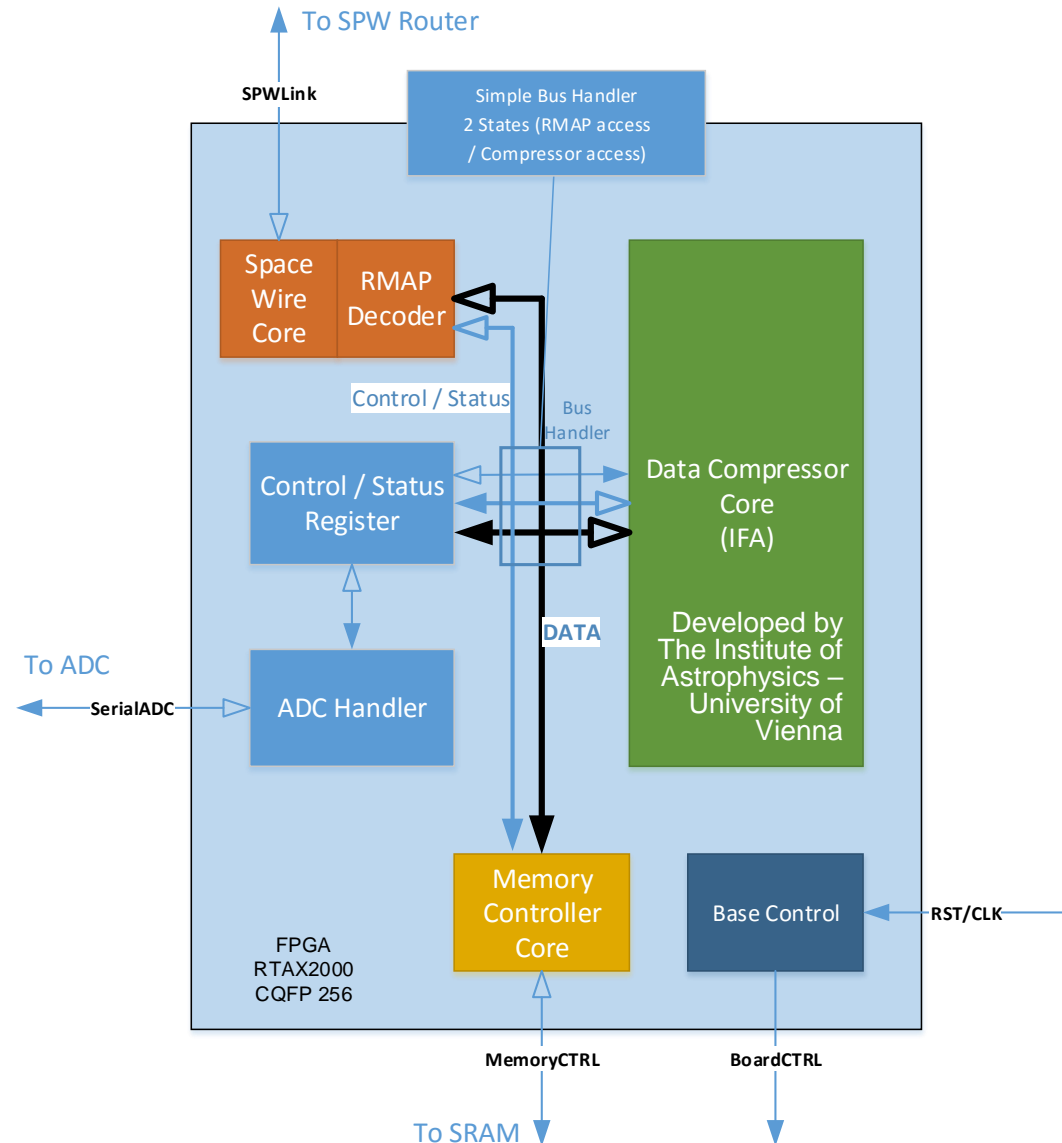 To SPW Router
SPWLink
Simple Bus Handler
2 States (RMAP access
/ Compressor access)
Space
Wire
Core
RMAP
Decoder
Control / Status
Bus
Handler
Control / Status
Register
Data Compressor
Core
(IFA)
Developed by
The Institute of
Astrophysics –
University of
Vienna
DATA
To ADC
SerialADC
ADC Handler
Memory
Controller
Core
Base Control
RST/CLK
FPGA
RTAX2000
CQFP 256
MemoryCTRL
BoardCTRL
To SRAM